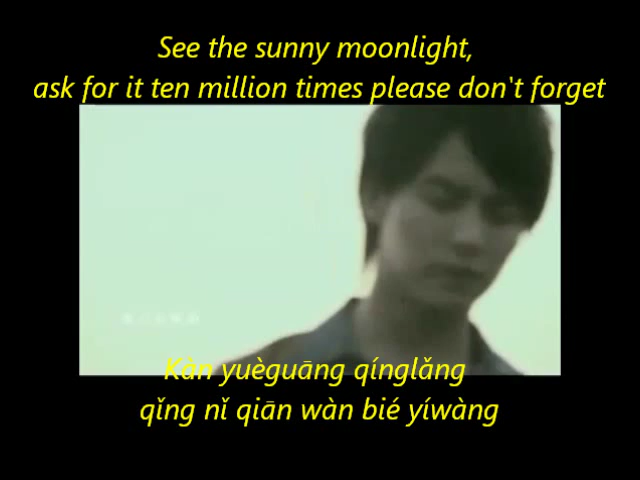 See the sunny moonlight,
ask for it ten million times please don't forget
Kàn yuèguāng qínglǎng
qǐng nǐ qiān wàn bié yíwàng